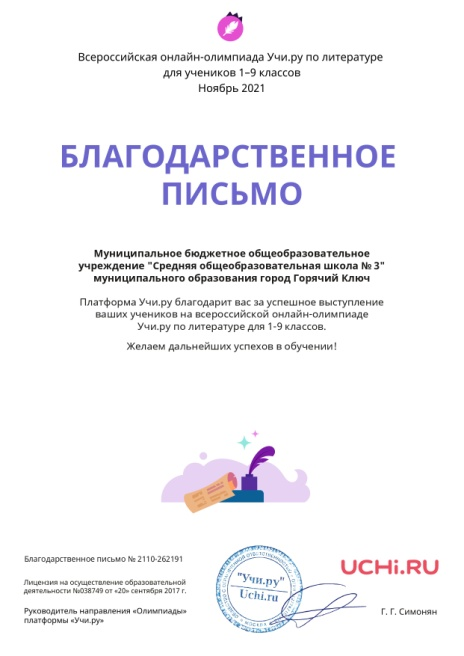 Всероссийская онлайн-олимпиада Учи.ру по литературе
для учеников 1–9 классов
Ноябрь 2021
БЛАГОДАРСТВЕННОЕ
ПИСЬМО
Муниципальное бюджетное общеобразовательное
учреждение "Средняя общеобразовательная школа № 3"
муниципального образования город Горячий Ключ
Платформа Учи.ру благодарит вас за успешное выступление
ваших учеников на всероссийской онлайн-олимпиаде
Учи.ру по литературе для 1-9 классов.
Желаем дальнейших успехов в обучении!
Благодарственное письмо № 2110-262191
Лицензия на осуществление образовательной
деятельности №038749 от «20» сентября 2017 г.
Руководитель направления «Олимпиады»
платформы «Учи.ру»
"Учи.ру"
Uchi.ru
UCHi.RU
Г. Г. Симонян